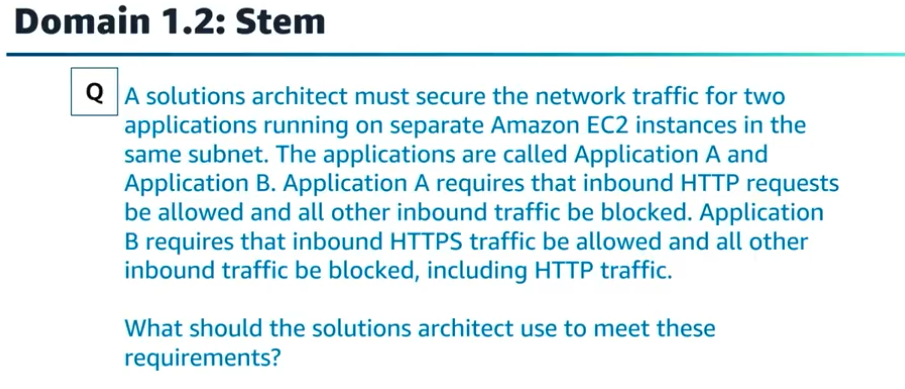 Domain 1.2: Stem
Q
A solutions architect must secure the network traffic for two
applications running on separate Amazon EC2 instances in the
same subnet. The applications are called Application A and
Application B. Application A requires that inbound HTTP requests
be allowed and all other inbound traffic be blocked. Application
B requires that inbound HTTPS traffic be allowed and all other
inbound traffic be blocked, including HTTP traffic.
What should the solutions architect use to meet these
requirements?